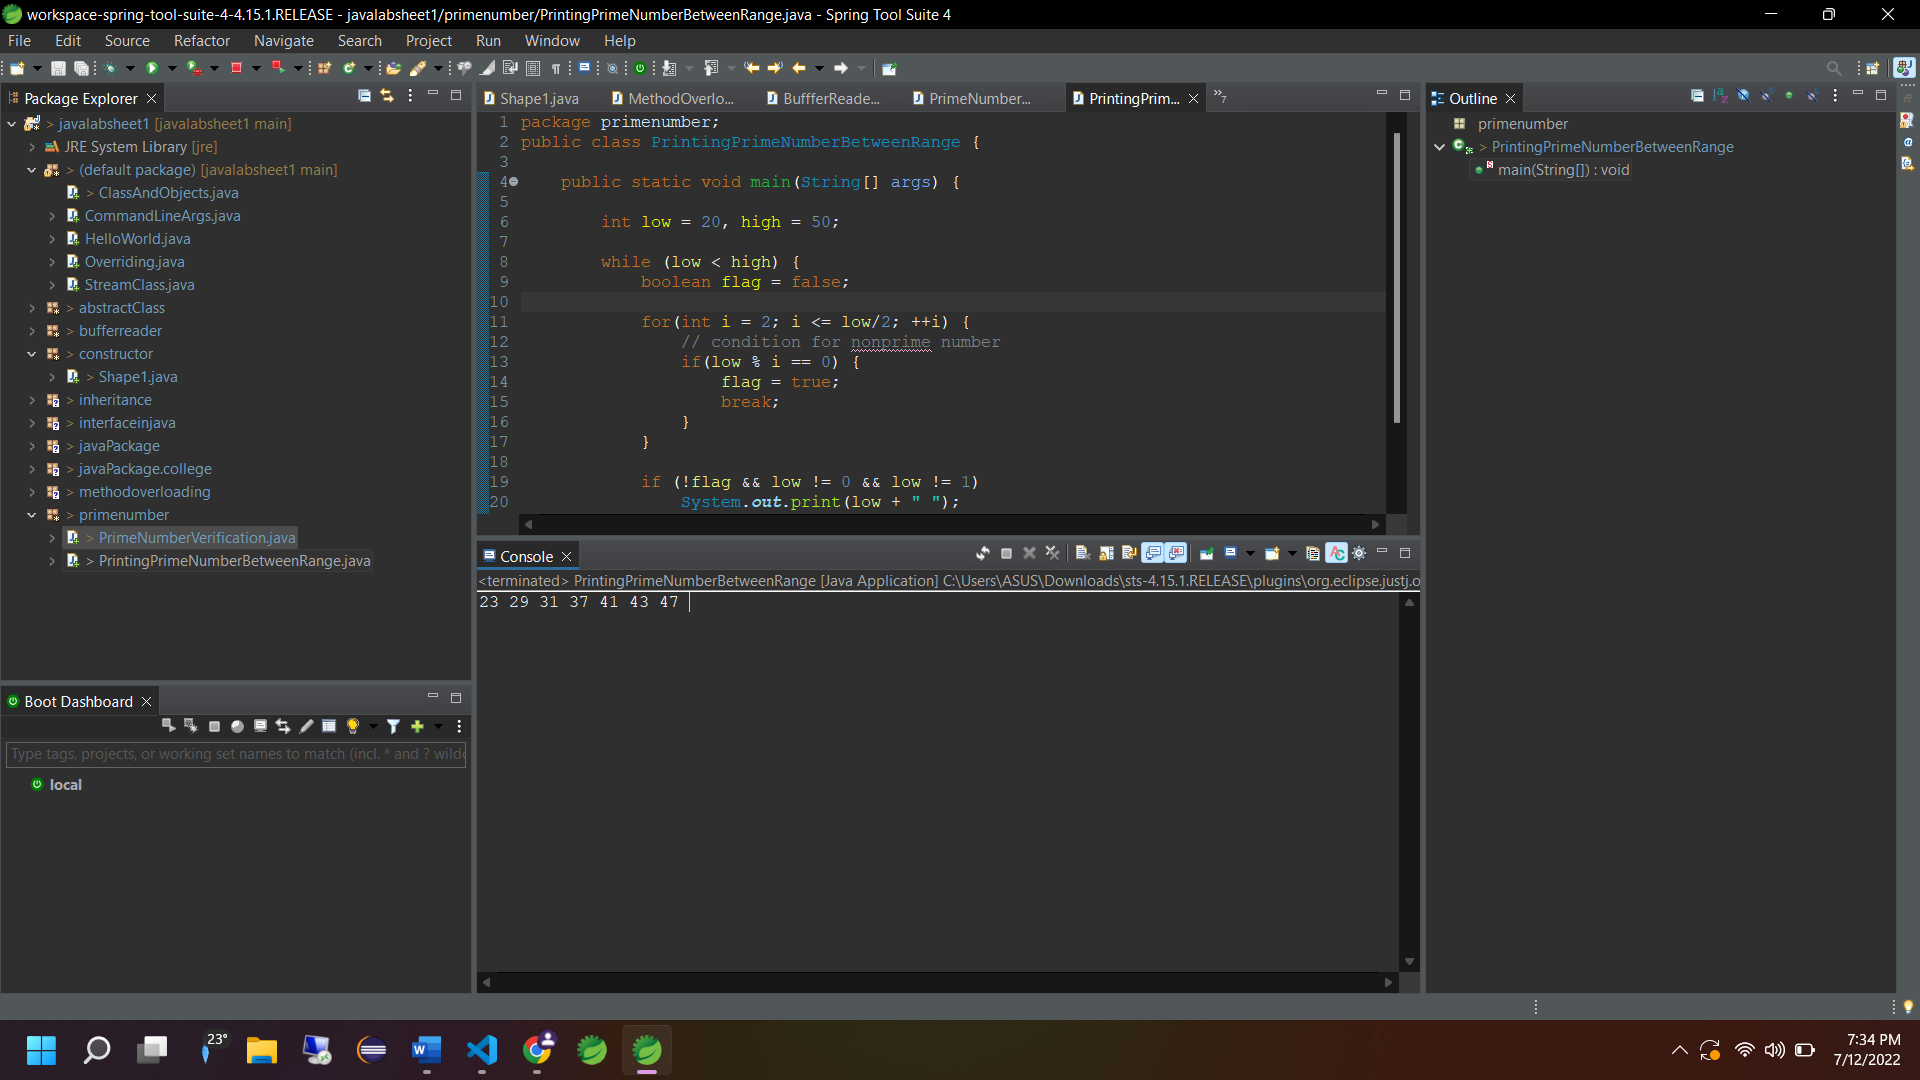 workspace-spring-tool-suite-4-4.15.1.RELEASE - javalabsheet1/primenumber/PrintingPrimeNumberBetweenRange.java - Spring Tool Suite 4
File Edit Source Refactor Navigate Search Project Run Window Help
Package Explorer
> javalabsheet1 [javalabsheet1 main]
JRE System Library [jre]
> (default package) [javalabsheet1 main]
> ClassAndObjects.java
CommandLineArgs.java
HelloWorld.java
Overriding.java
StreamClass.java
> abstractClass
> bufferreader
> constructor
> Shape1.java
> inheritance
> interfaceinjava
> javaPackage
> javaPackage.college
> methodoverloading
> primenumber
> PrimeNumberVerification.java
> PrintingPrimeNumberBetweenRange.java
Boot Dashboard
Type tags, projects, or working set names to match (incl. * and ? wildc
local
Shape1.java MethodOverlo... BuffferReade... PrimeNumber... PrintingPrim... »7
1 package primenumber;
2 public class PrintingPrimeNumberBetweenRange {
3
4 public static void main(String[] args) {
5
6 int low = 20, high = 50;
7
8 while (low < high) {
9 boolean flag = false;
10
11 for(int i = 2; i <= low/2; ++i) {
12 // condition for nonprime number
13 if(low % i == 0) {
14 flag = true;
15 break;
16 }
17 }
18
19 if (!flag && low != 0 && low != 1)
20 System.out.print(low + " ");
Console
<terminated> PrintingPrimeNumberBetweenRange [Java Application] C:\Users\ASUS\Downloads\sts-4.15.1.RELEASE\plugins\org.eclipse.justj.o
23 29 31 37 41 43 47
Outline
primenumber
> PrintingPrimeNumberBetweenRange
main(String[]) : void
23°
7:34 PM
7/12/2022